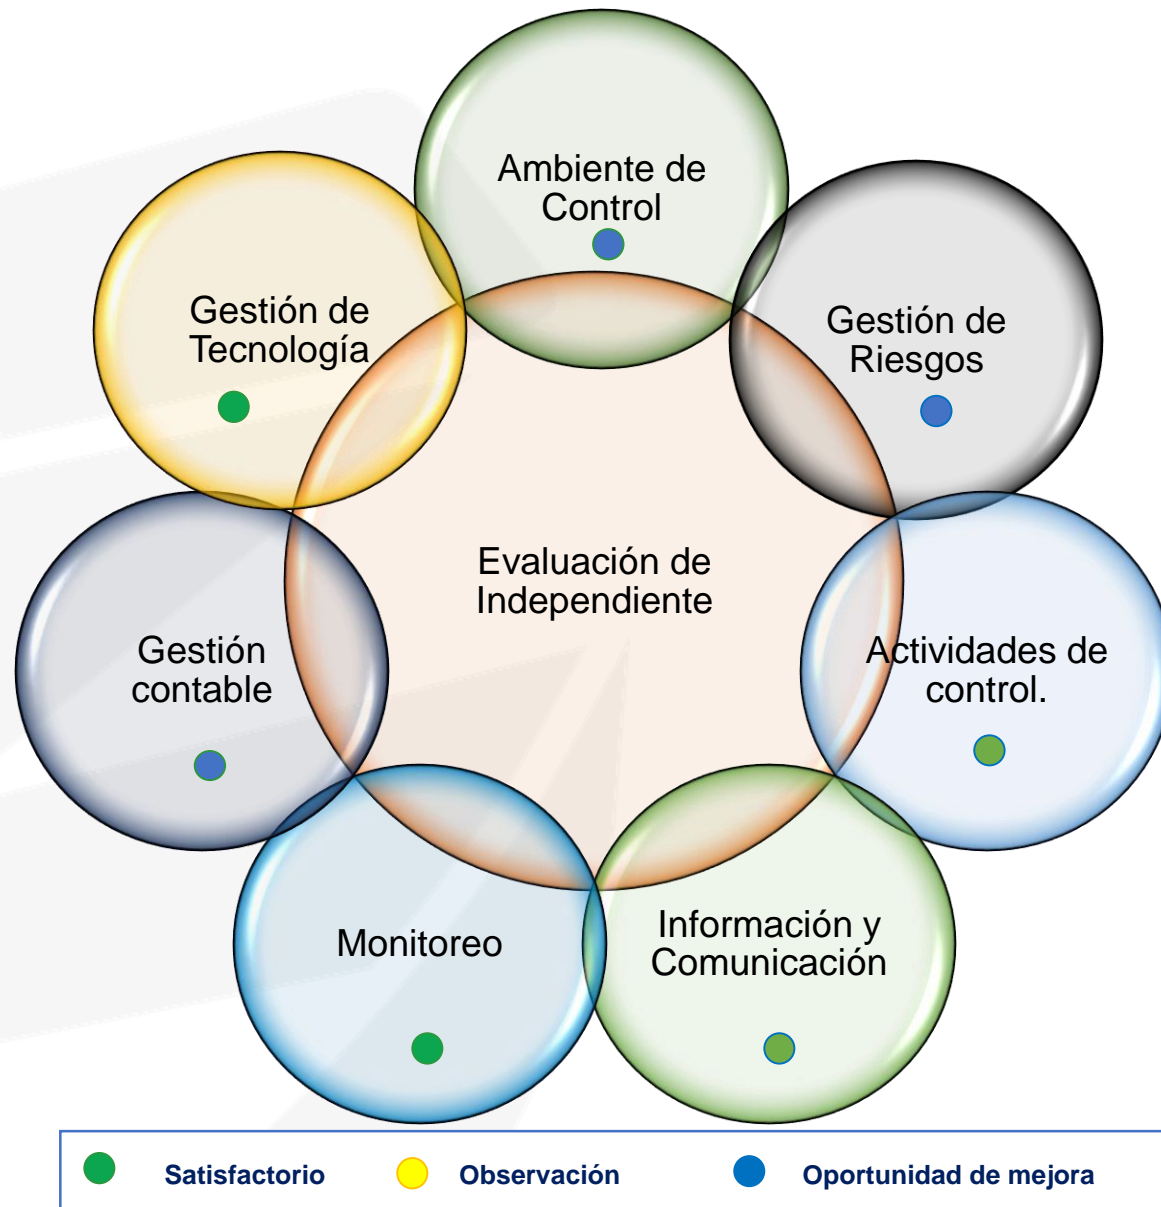 Ambiente de
Control
Gestión de
Riesgos
Actividades de
control.
Información y
Comunicación
Monitoreo
Gestión
contable
Gestión de
Tecnología
Evaluación de
Independiente
Satisfactorio
Observación
Oportunidad de mejora